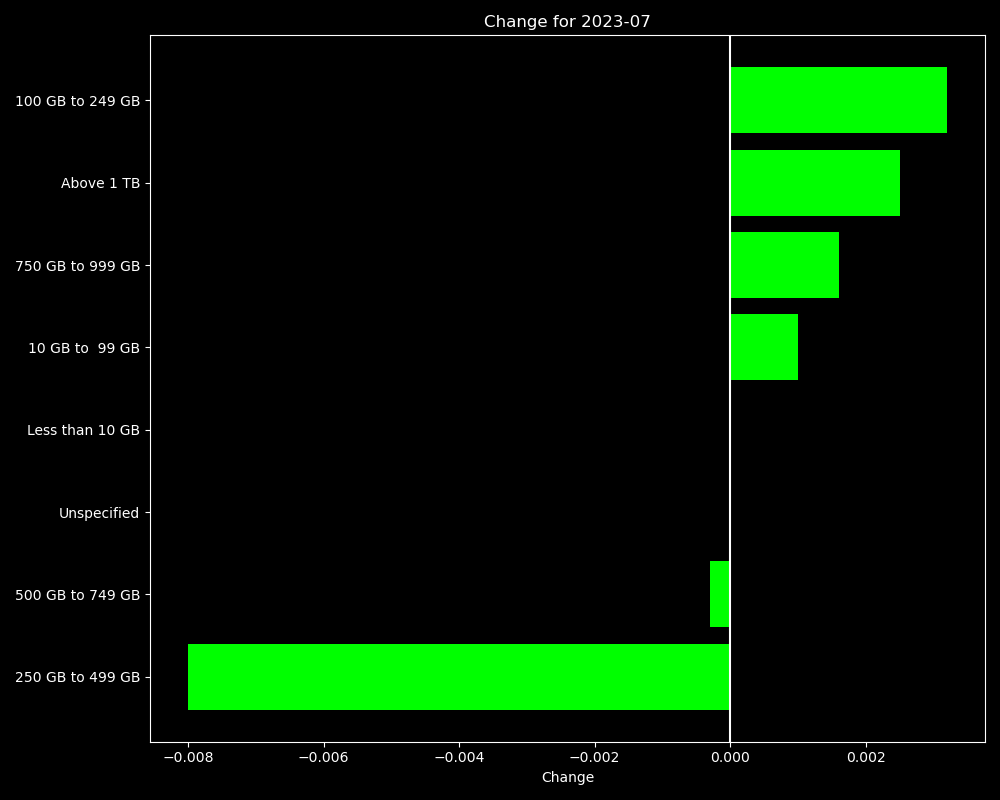 Change for 2023-07
100 GB to 249 GB
Above 1 TB
750 GB to 999 GB
10 GB to  99 GB
Less than 10 GB
Unspecified
500 GB to 749 GB
250 GB to 499 GB
−0.008 −0.006 −0.004 −0.002 0.000 0.002
Change